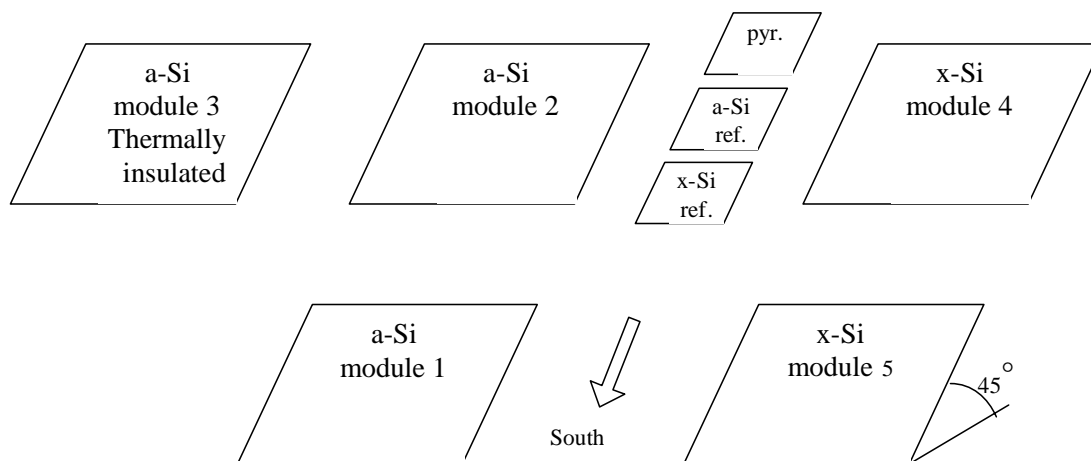 a-Si
module 3
Thermally
insulated
a-Si
module 2
pyr.
a-Si
ref.
x-Si
ref.
x-Si
module 4
a-Si
module 1
South
x-Si
module 5
45°